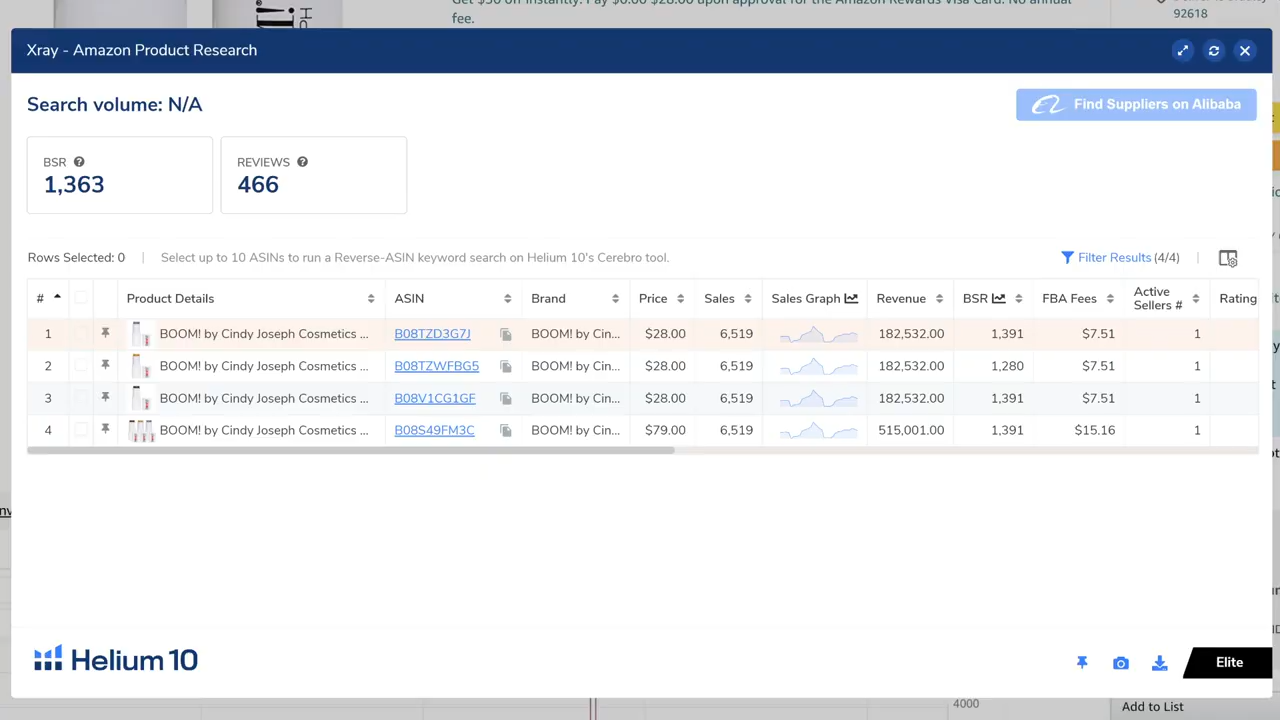 fee.
92618
Xray - Amazon Product Research
Search volume: N/A
Find Suppliers on Alibaba
BSR
1,363
REVIEWS
466
Rows Selected: 0 | Select up to 10 ASINs to run a Reverse-ASIN keyword search on Helium 10's Cerebro tool.
Filter Results (4/4)
# Product Details ASIN Brand Price Sales Sales Graph Revenue BSR FBA Fees Active Sellers # Rating
1 BOOM! by Cindy Joseph Cosmetics ... B08TZD3G7J BOOM! by Cin... $28.00 6,519 182,532.00 1,391 $7.51 1
2 BOOM! by Cindy Joseph Cosmetics ... B08TZWFBG5 BOOM! by Cin... $28.00 6,519 182,532.00 1,280 $7.51 1
3 BOOM! by Cindy Joseph Cosmetics ... B08V1CG1GF BOOM! by Cin... $28.00 6,519 182,532.00 1,391 $7.51 1
4 BOOM! by Cindy Joseph Cosmetics ... B08S49FM3C BOOM! by Cin... $79.00 6,519 515,001.00 1,391 $15.16 1
Helium 10
Elite
4000
Add to List